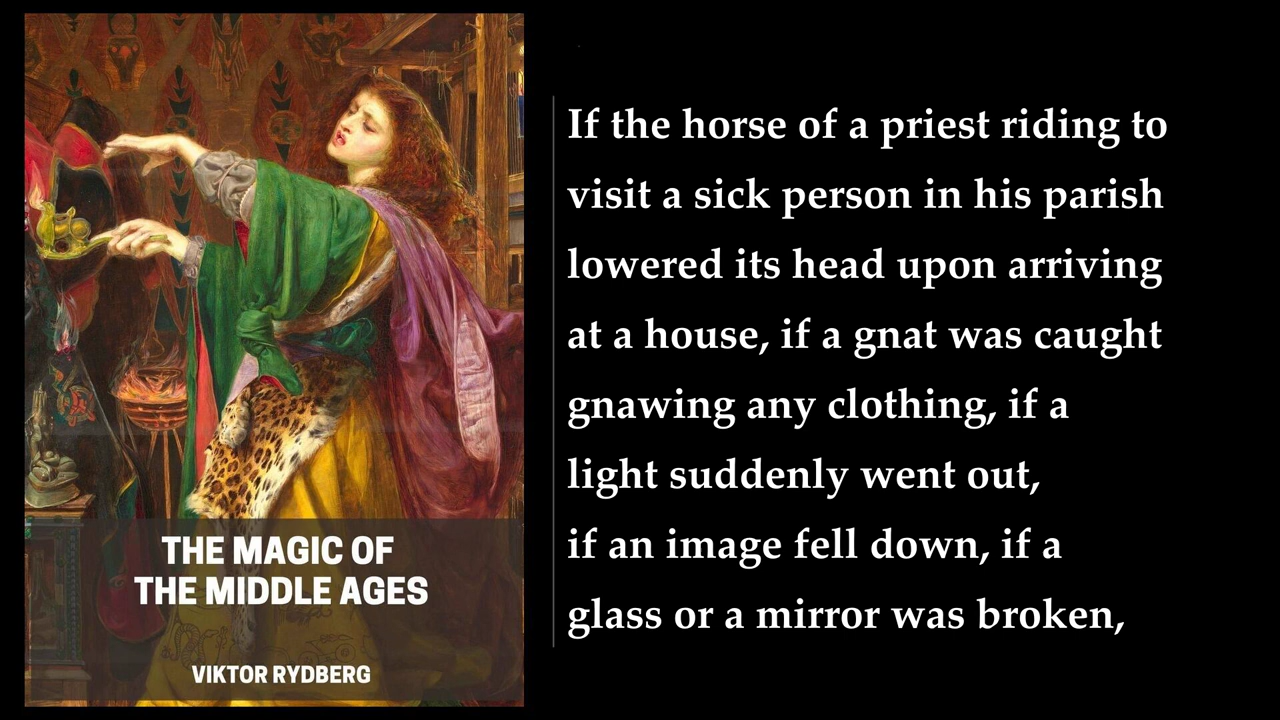 THE MAGIC OF
THE MIDDLE AGES
VIKTOR RYDBERG
If the horse of a priest riding to
visit a sick person in his parish
lowered its head upon arriving
at a house, if a gnat was caught
gnawing any clothing, if a
light suddenly went out,
if an image fell down, if a
glass or a mirror was broken,